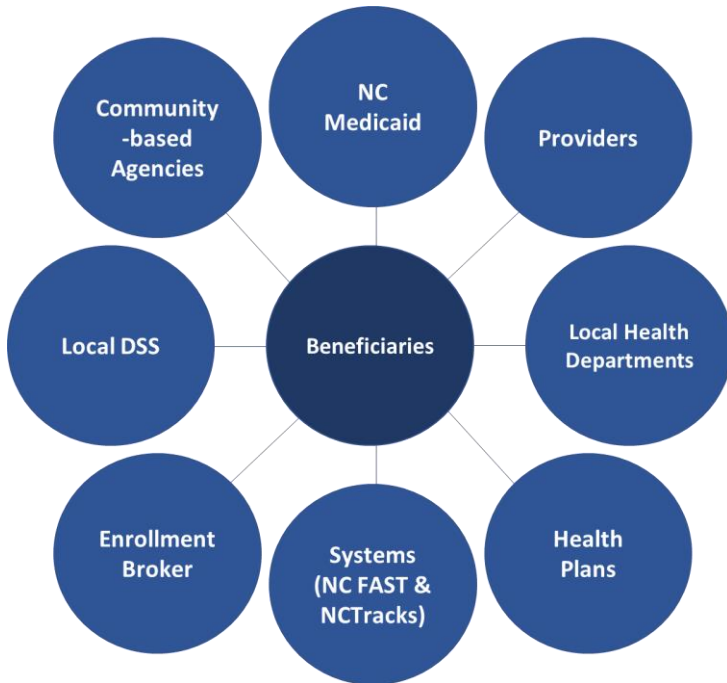 NC
Medicaid
Community
-based
Agencies
Providers
Local DSS
Beneficiaries
Local Health
Departments
Enrollment
Broker
Systems
(NC FAST &
NCTracks)
Health
Plans